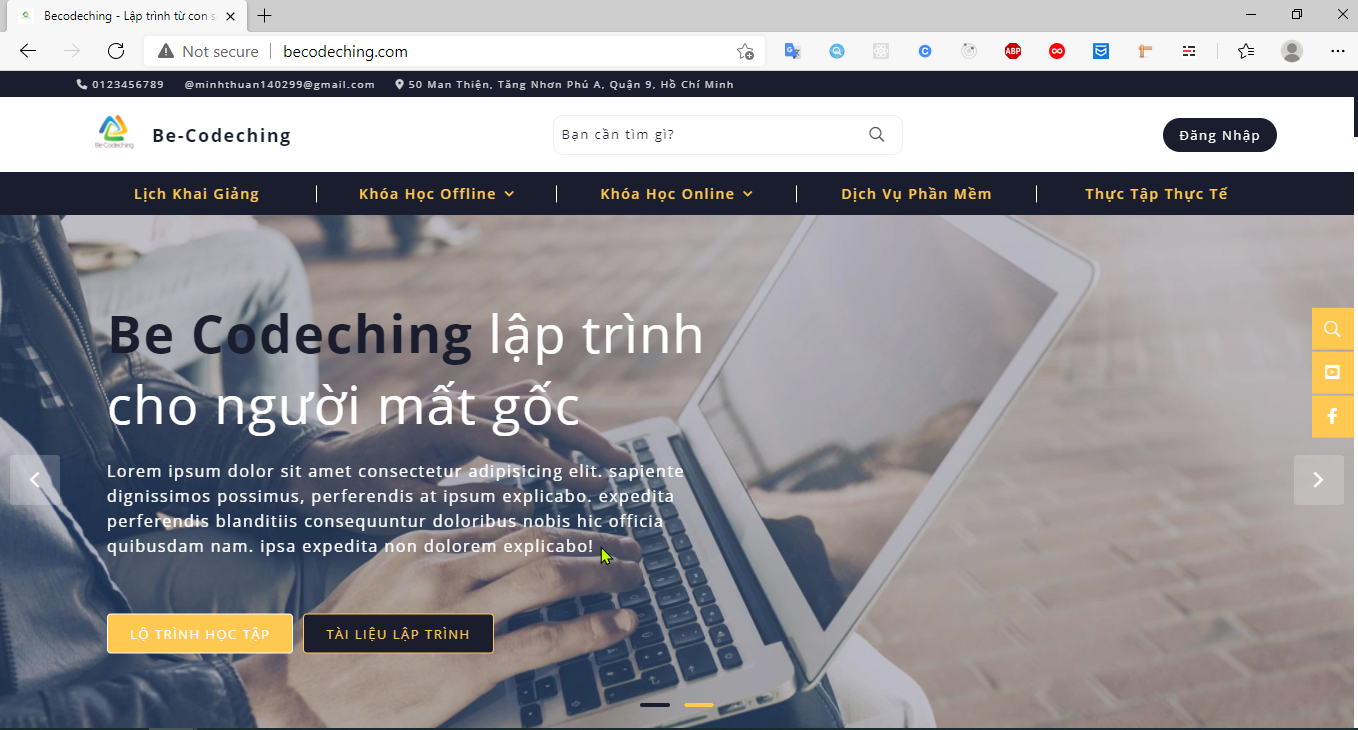 Becodeching - Lập trình từ con s
Not secure
becodeching.com
ABP
0123456789
@minhthuan140299@gmail.com
50 Man Thiện, Tăng Nhơn Phú A, Quận 9, Hồ Chí Minh
Be-Codeching
Be-Codeching
Bạn cần tìm gì?
Đăng Nhập
Lịch Khai Giảng
Khóa Học Offline
Khóa Học Online
Dịch Vụ Phần Mềm
Thực Tập Thực Tế
Be Codeching lập trình
cho người mất gốc
Lorem ipsum dolor sit amet consectetur adipisicing elit. sapiente
dignissimos possimus, perferendis at ipsum explicabo. expedita
perferendis blanditiis consequuntur doloribus nobis hic officia
quibusdam nam. ipsa expedita non dolorem explicabo!
LỘ TRÌNH HỌC TẬP
TÀI LIỆU LẬP TRÌNH